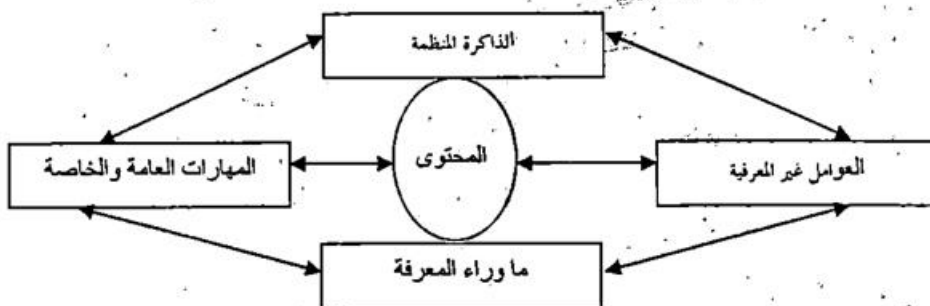 الذاكرة المنظمة
العوامل غير المعرفية
المحتوى
المهارات العامة والخاصة
ما وراء المعرفة